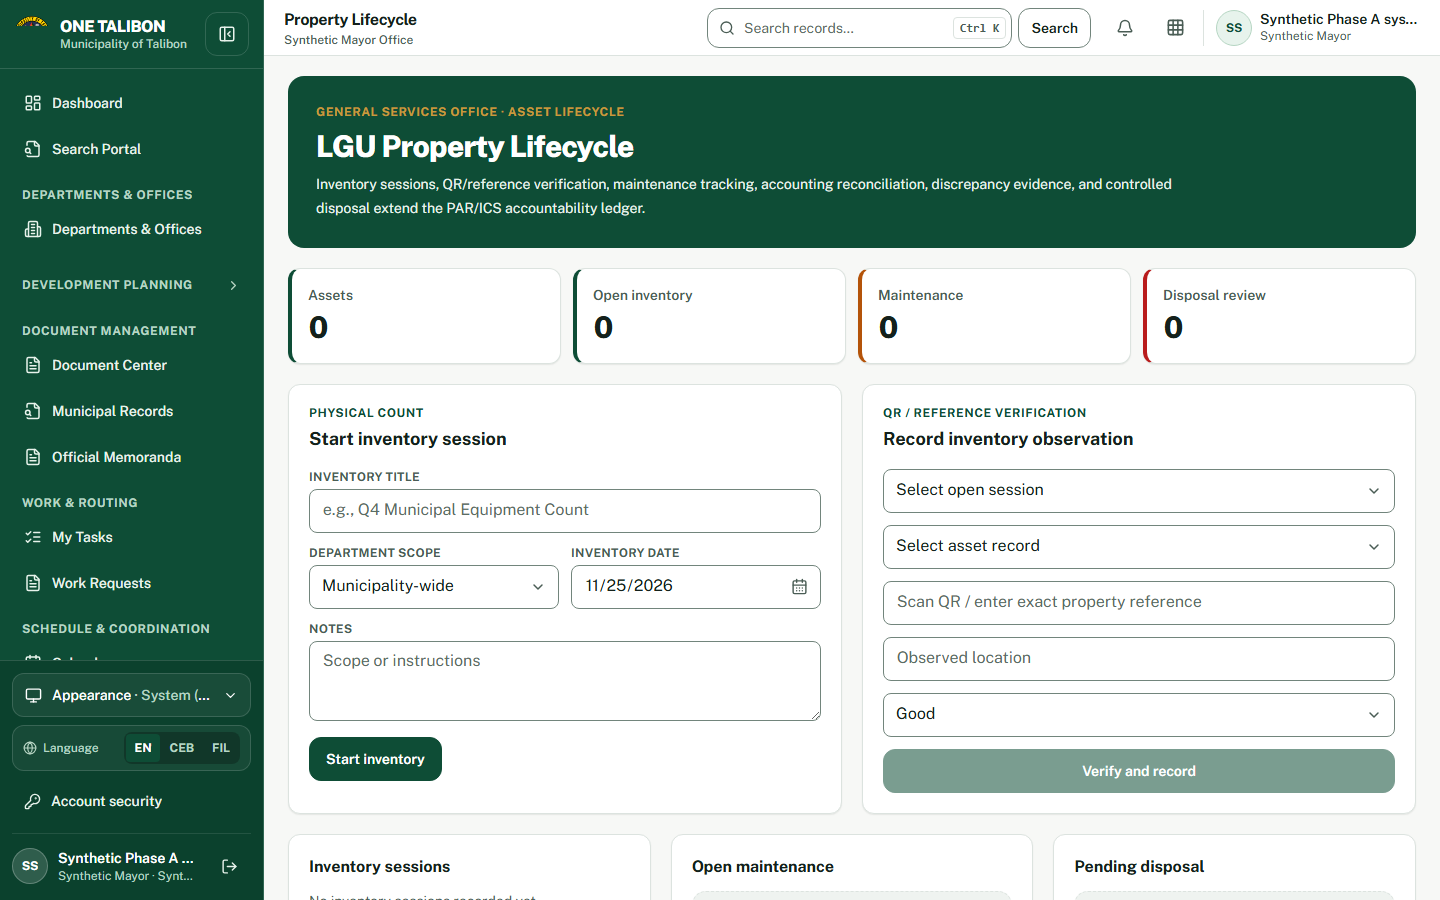 ONE TALIBON
Municipality of Talibon
Dashboard
Search Portal
DEPARTMENTS & OFFICES
Departments & Offices
DEVELOPMENT PLANNING
DOCUMENT MANAGEMENT
Document Center
Municipal Records
Official Memoranda
WORK & ROUTING
My Tasks
Work Requests
SCHEDULE & COORDINATION
Appearance · System (...
Language
EN CEB FIL
Account security
SS
Synthetic Phase A ...
Synthetic Mayor · Synt...
Property Lifecycle
Synthetic Mayor Office
Search records...
Ctrl K
Search
SS
Synthetic Phase A sys...
Synthetic Mayor
GENERAL SERVICES OFFICE · ASSET LIFECYCLE
LGU Property Lifecycle
Inventory sessions, QR/reference verification, maintenance tracking, accounting reconciliation, discrepancy evidence, and controlled
disposal extend the PAR/ICS accountability ledger.
Assets
0
Open inventory
0
Maintenance
0
Disposal review
0
PHYSICAL COUNT
Start inventory session
INVENTORY TITLE
e.g., Q4 Municipal Equipment Count
DEPARTMENT SCOPE
Municipality-wide
INVENTORY DATE
11/25/2026
NOTES
Scope or instructions
Start inventory
QR / REFERENCE VERIFICATION
Record inventory observation
Select open session
Select asset record
Scan QR / enter exact property reference
Observed location
Good
Verify and record
Inventory sessions
Open maintenance
Pending disposal